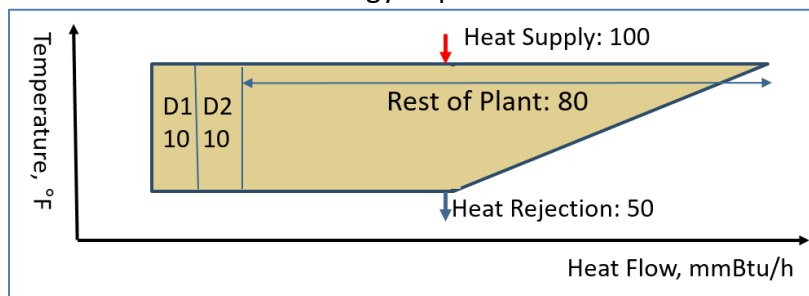 Temperature, °F
Heat Supply: 100
Rest of Plant: 80
D1 D2
10 10
Heat Rejection: 50
Heat Flow, mmBtu/h